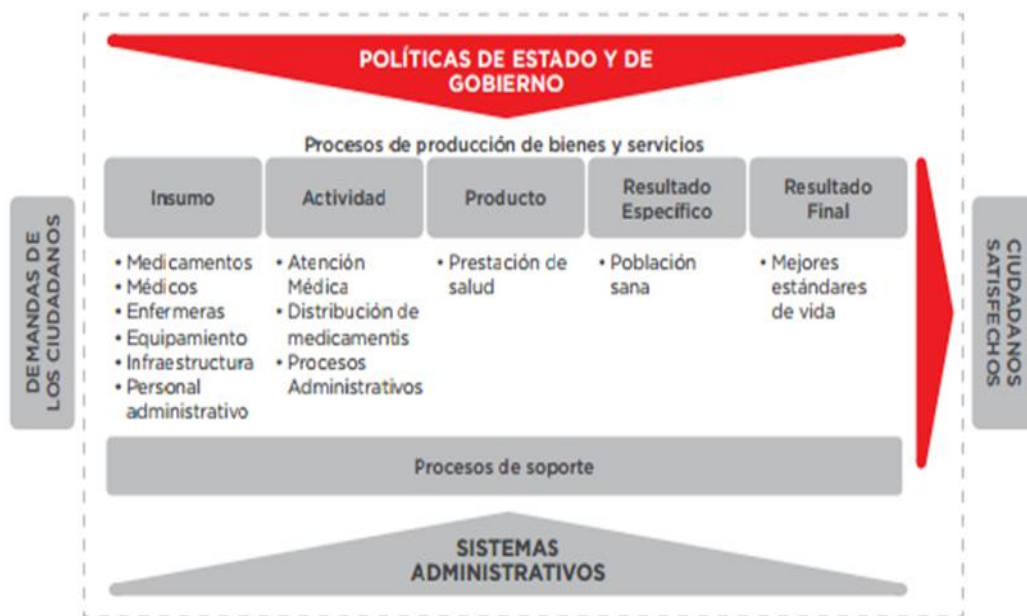 POLÍTICAS DE ESTADO Y DE
GOBIERNO
Procesos de producción de bienes y servicios
DEMANDAS DE
LOS CIUDADANOS
Insumo
• Medicamentos
• Médicos
• Enfermeras
• Equipamiento
• Infraestructura
• Personal
administrativo
Actividad
• Atención
Médica
• Distribución de
medicamentis
• Procesos
Administrativos
Producto
• Prestación de
salud
Resultado
Específico
• Población
sana
Resultado
Final
• Mejores
estándares
de vida
CIUDADANOS
SATISFECHOS
Procesos de soporte
SISTEMAS
ADMINISTRATIVOS